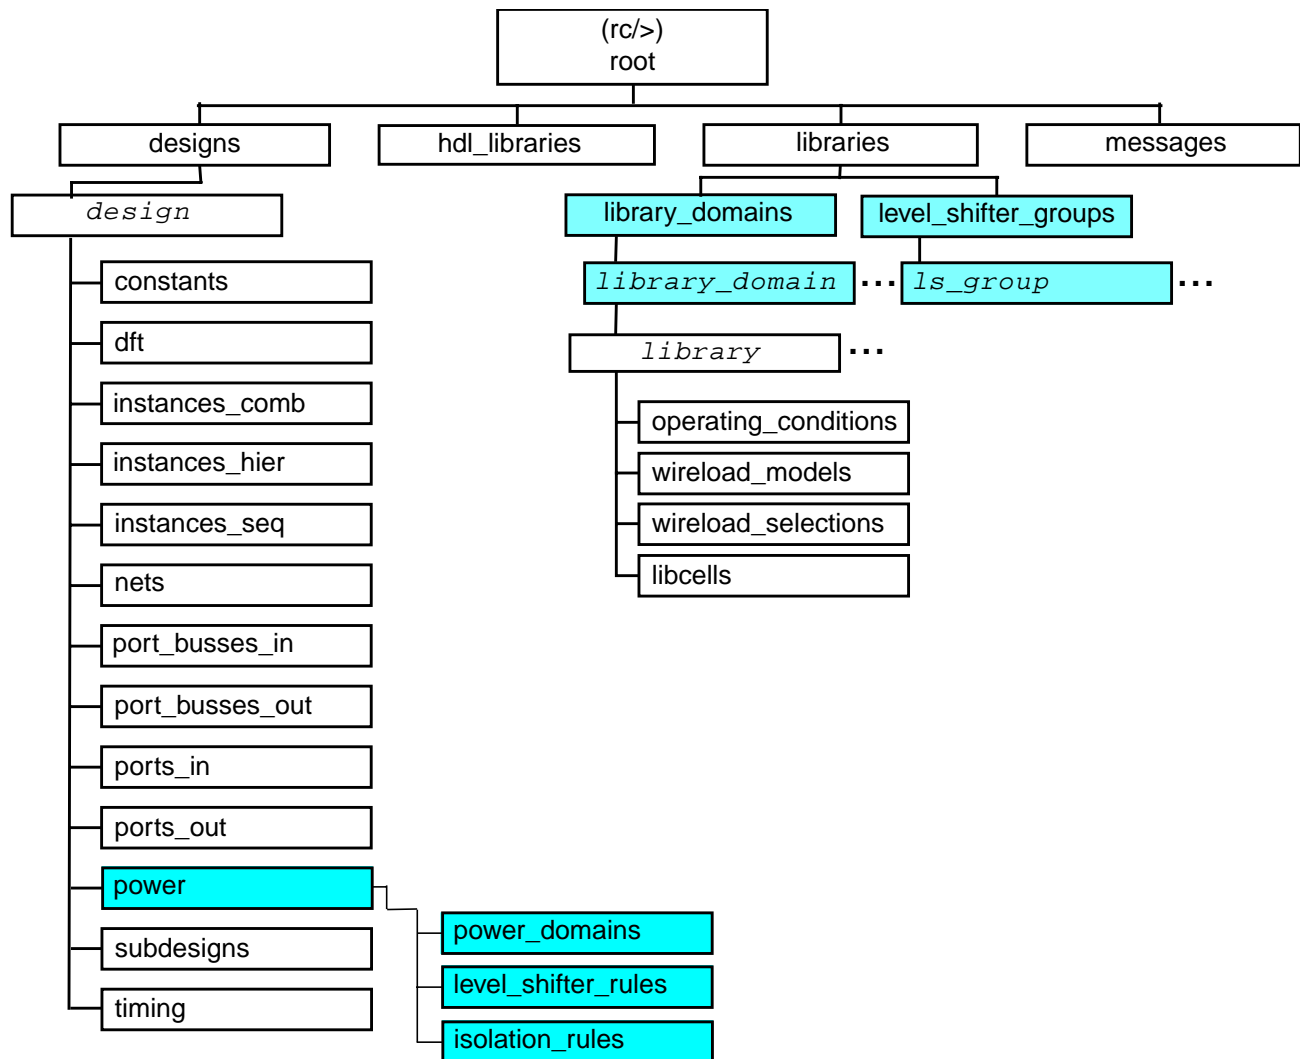 (rc/>)
root
designs
hdl_libraries
libraries
messages
design
library_domains
level_shifter_groups
constants
library_domain ...
ls_group ...
dft
library ...
instances_comb
operating_conditions
instances_hier
wireload_models
instances_seq
wireload_selections
nets
libcells
port_busses_in
port_busses_out
ports_in
ports_out
power
power_domains
subdesigns
level_shifter_rules
timing
isolation_rules